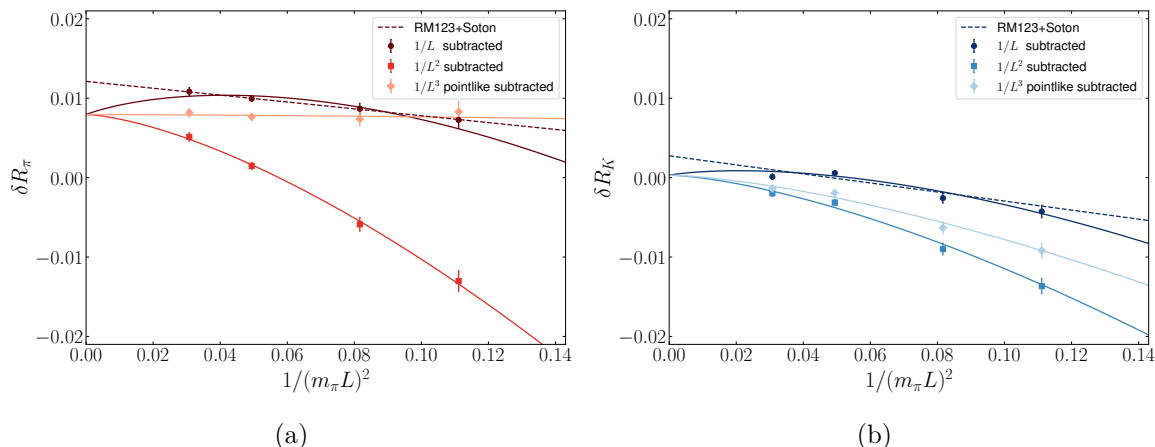 0.02
0.01
0.00
−0.01
−0.02
δR_π
RM123+Soton
1/L subtracted
1/L² subtracted
1/L³ pointlike subtracted
0.00 0.02 0.04 0.06 0.08 0.10 0.12 0.14
1/(m_πL)²
(a)
0.02
0.01
0.00
−0.01
−0.02
δR_K
RM123+Soton
1/L subtracted
1/L² subtracted
1/L³ pointlike subtracted
0.00 0.02 0.04 0.06 0.08 0.10 0.12 0.14
1/(m_πL)²
(b)